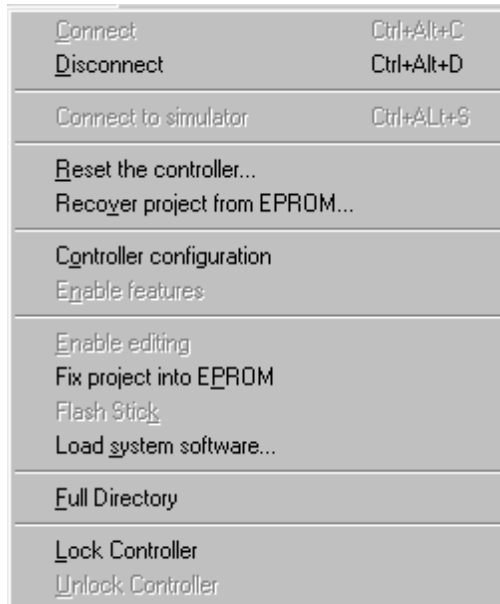 Connect Ctrl+Alt+C
Disconnect Ctrl+Alt+D
Connect to simulator Ctrl+ALt+S
Reset the controller...
Recover project from EPROM...
Controller configuration
Enable features
Enable editing
Fix project into EPROM
Flash Stick
Load system software...
Full Directory
Lock Controller
Unlock Controller